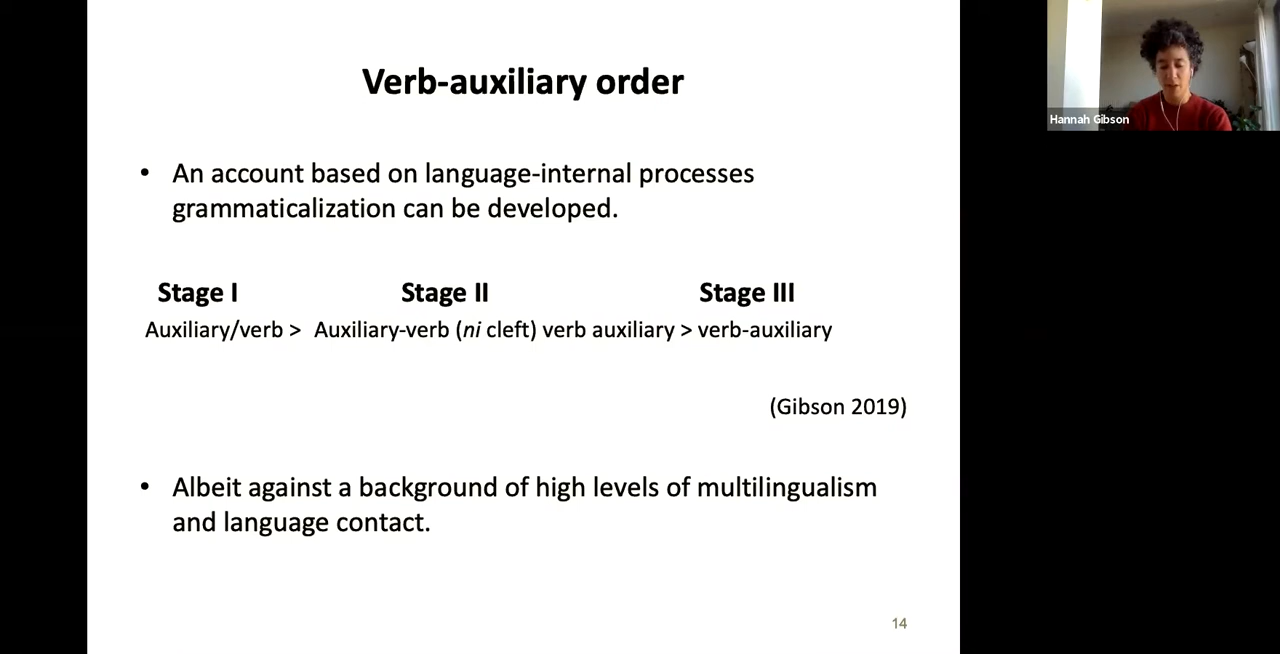 Verb-auxiliary order
• An account based on language-internal processes
grammaticalization can be developed.
Stage I Stage II Stage III
Auxiliary/verb > Auxiliary-verb (ni cleft) verb auxiliary > verb-auxiliary
(Gibson 2019)
• Albeit against a background of high levels of multilingualism
and language contact.
14
Hannah Gibson